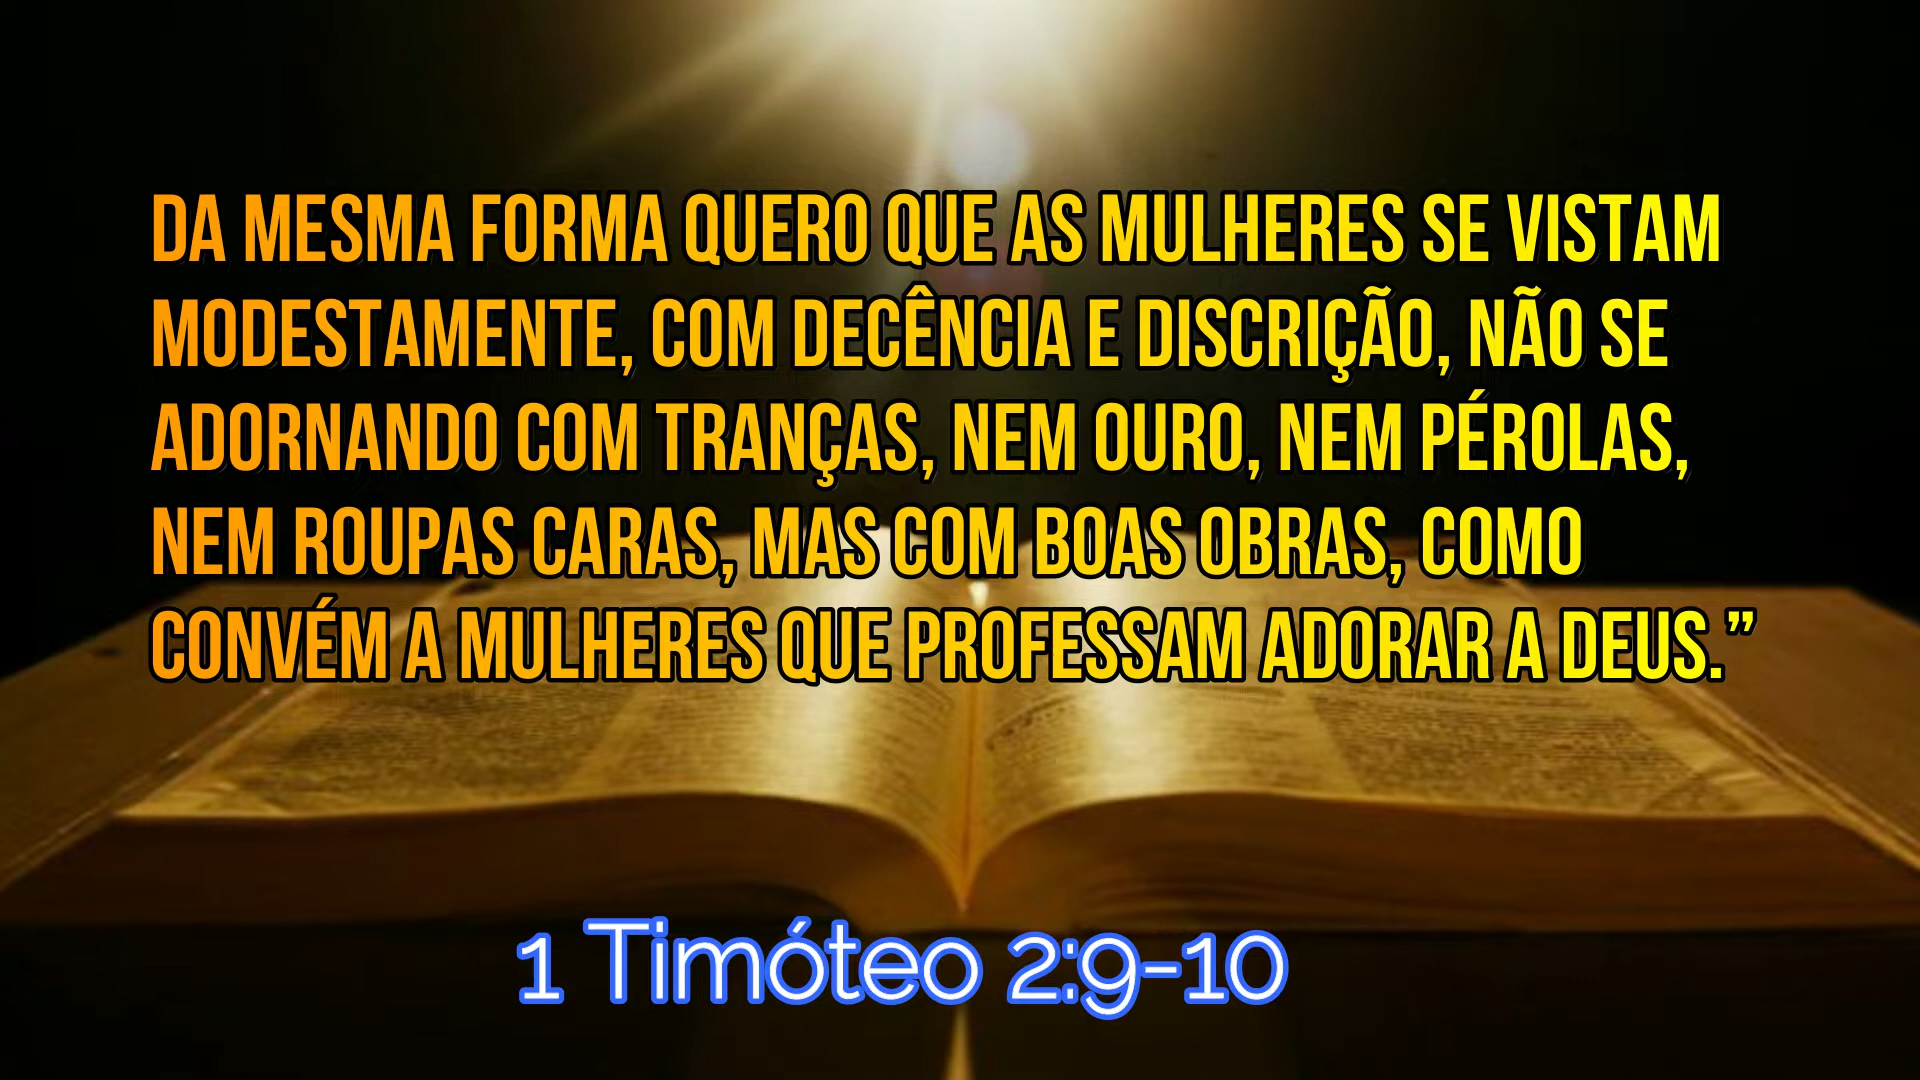 DA MESMA FORMA QUERO QUE AS MULHERES SE VISTAM
MODESTAMENTE, COM DECÊNCIA E DISCRIÇÃO, NÃO SE
ADORNANDO COM TRANÇAS, NEM OURO, NEM PÉROLAS,
NEM ROUPAS CARAS, MAS COM BOAS OBRAS, COMO
CONVÉM A MULHERES QUE PROFESSAM ADORAR A DEUS.”
1 Timóteo 2:9-10